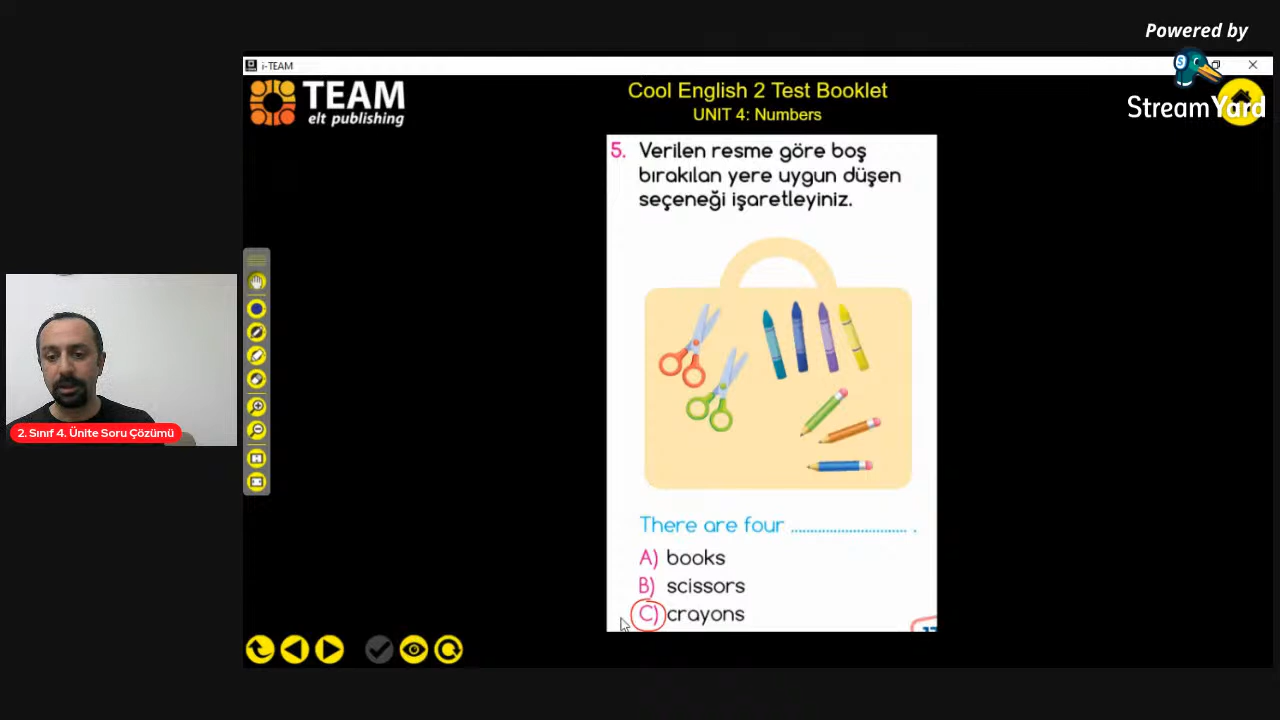 Powered by
StreamYard
i-TEAM
TEAM
elt publishing
Cool English 2 Test Booklet
UNIT 4: Numbers
5. Verilen resme göre boş
bırakılan yere uygun düşen
seçeneği işaretleyiniz.
2. Sınıf 4. Ünite Soru Çözümü
There are four ............................. .
A) books
B) scissors
C) crayons